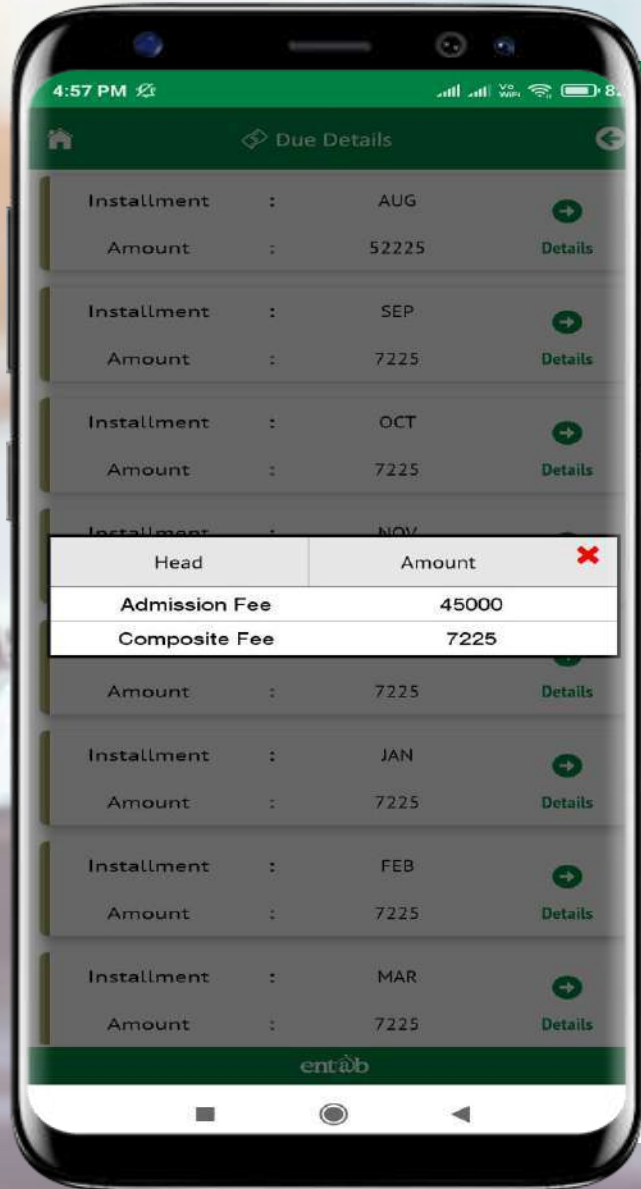 4:57 PM
Due Details
Installment : AUG
Amount : 52225
Details
Installment : SEP
Amount : 7225
Details
Installment : OCT
Amount : 7225
Details
Installment : NOV
Head Amount
Admission Fee 45000
Composite Fee 7225
Amount : 7225
Details
Installment : JAN
Amount : 7225
Details
Installment : FEB
Amount : 7225
Details
Installment : MAR
Amount : 7225
Details
entab